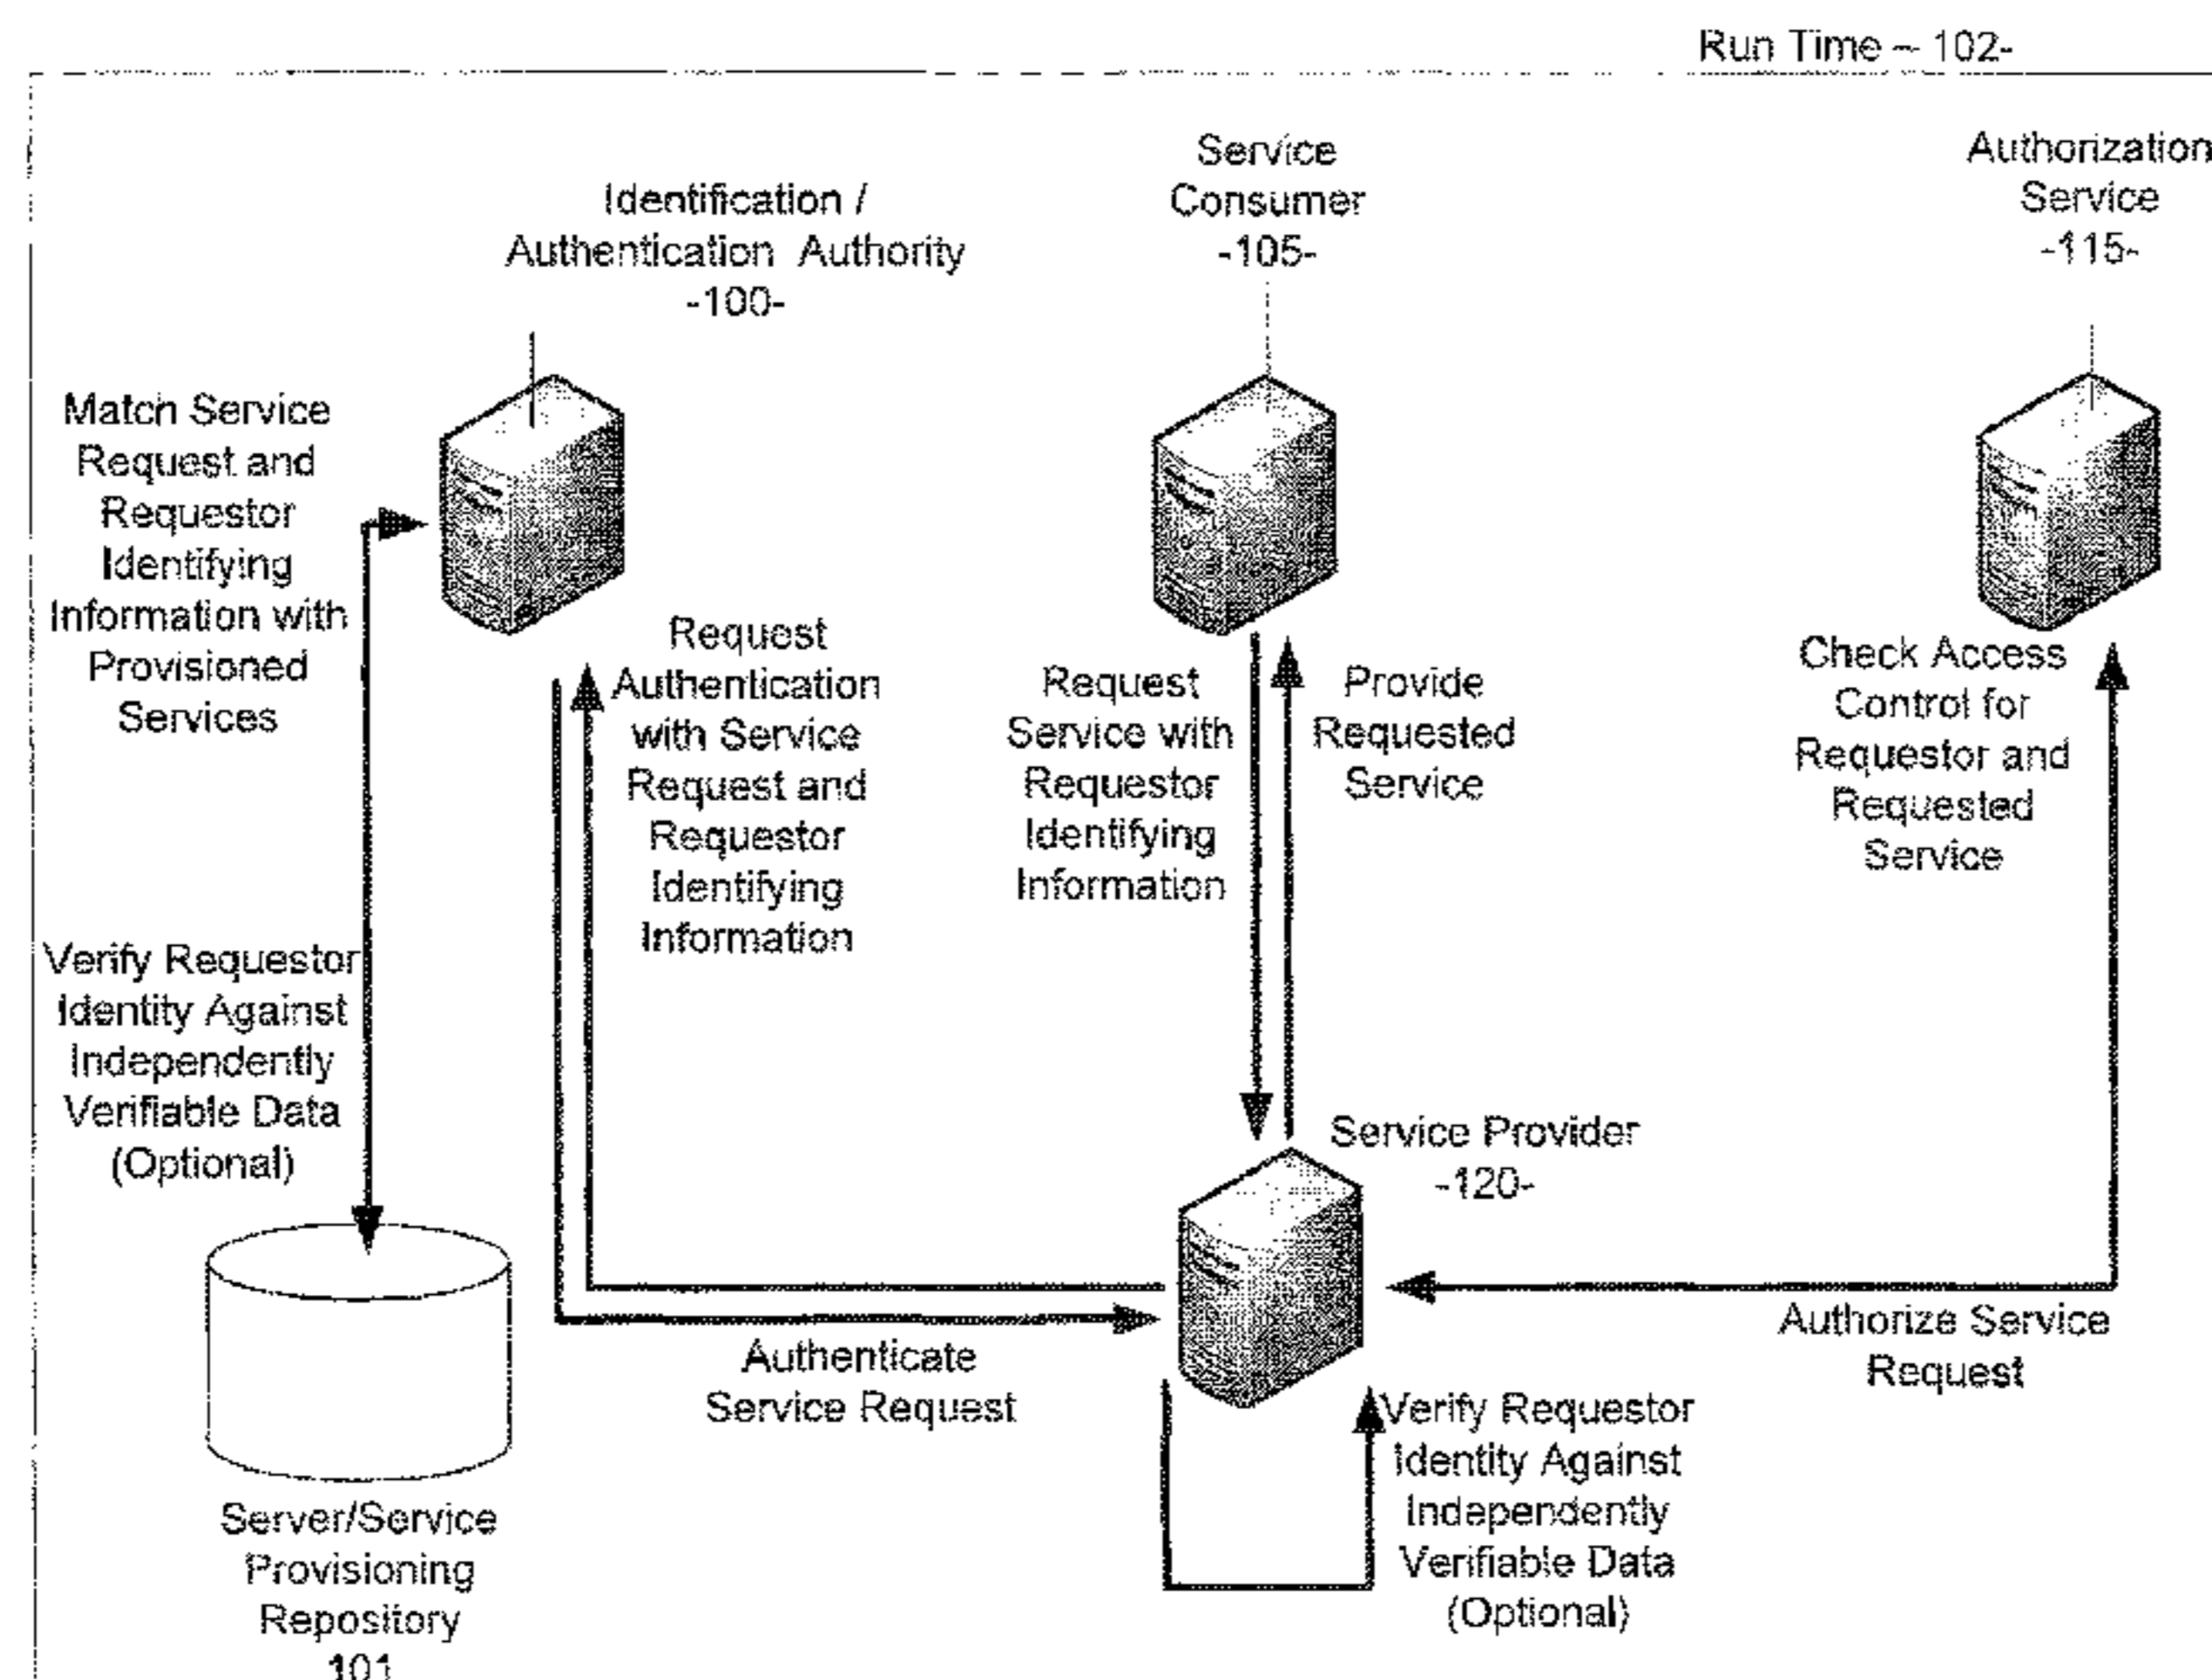 Run Time – 102-
Identification /
Authentication Authority
-100-
Service
Consumer
-105-
Authorization
Service
-115-
Match Service
Request and
Requestor
Identifying
Information with
Provisioned
Services
Request
Authentication
with Service
Request and
Requestor
Identifying
Information
Request
Service with
Requestor
Identifying
Information
Provide
Requested
Service
Check Access
Control for
Requestor and
Requested
Service
Verify Requestor
Identity Against
Independently
Verifiable Data
(Optional)
Service Provider
-120-
Authenticate
Service Request
Authorize Service
Request
Verify Requestor
Identity Against
Independently
Verifiable Data
(Optional)
Server/Service
Provisioning
Repository
101